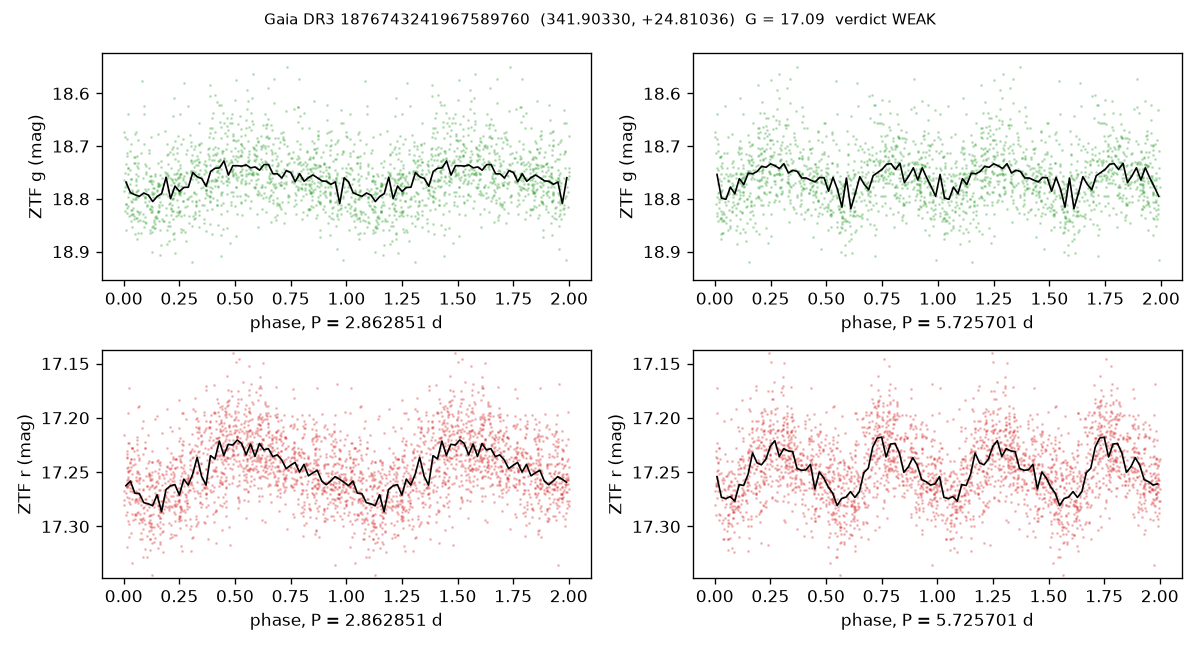 Gaia DR3 1876743241967589760  (341.90330, +24.81036)  G = 17.09  verdict WEAK
ZTF g (mag)
18.6
18.7
18.8
18.9
0.00 0.25 0.50 0.75 1.00 1.25 1.50 1.75 2.00
phase, P = 2.862851 d
ZTF g (mag)
18.6
18.7
18.8
18.9
0.00 0.25 0.50 0.75 1.00 1.25 1.50 1.75 2.00
phase, P = 5.725701 d
ZTF r (mag)
17.15
17.20
17.25
17.30
0.00 0.25 0.50 0.75 1.00 1.25 1.50 1.75 2.00
phase, P = 2.862851 d
ZTF r (mag)
17.15
17.20
17.25
17.30
0.00 0.25 0.50 0.75 1.00 1.25 1.50 1.75 2.00
phase, P = 5.725701 d